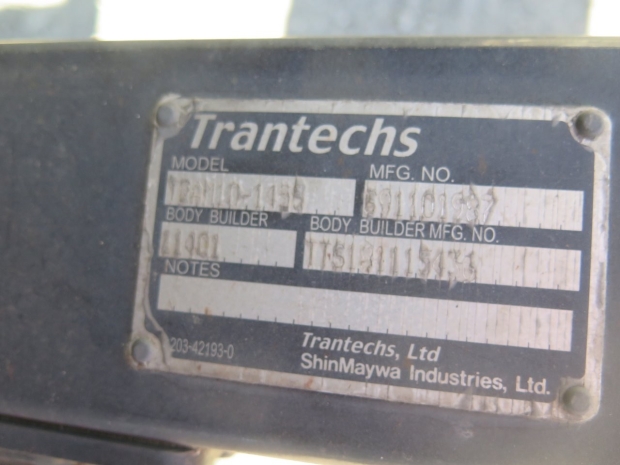 Trantechs
MODEL MFG. NO.
BODY BUILDER BODY BUILDER MFG. NO.
11401
NOTES
203-42193-0 Trantechs, Ltd
ShinMaywa Industries, Ltd.